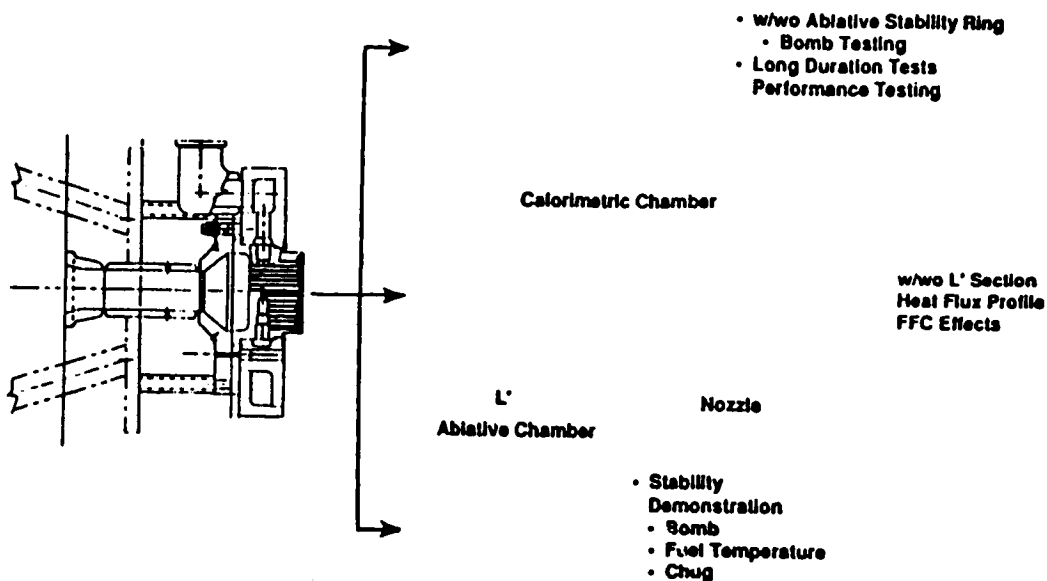 • w/wo Ablative Stability Ring
• Bomb Testing
• Long Duration Tests
Performance Testing
Calorimetric Chamber
w/wo L' Section
Heat Flux Profile
FFC Effects
L'
Ablative Chamber
Nozzle
• Stability
Demonstration
• Bomb
• Fuel Temperature
• Chug